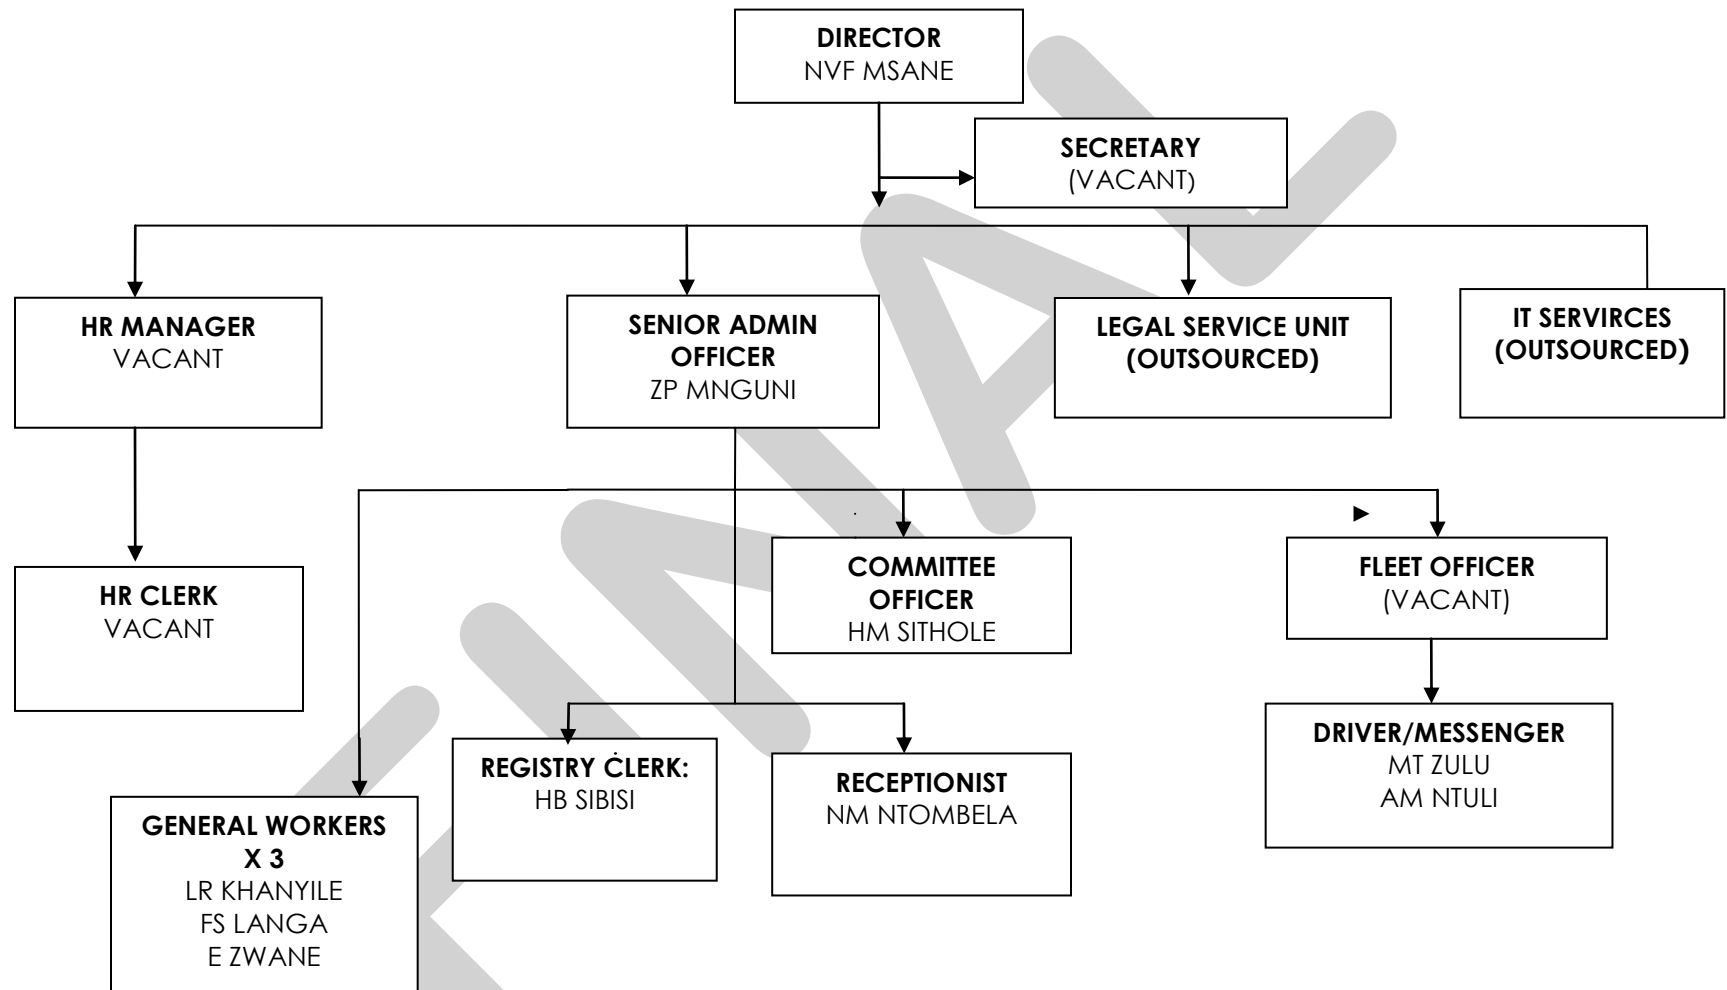 DIRECTOR
NVF MSANE
SECRETARY
(VACANT)
HR MANAGER
VACANT
SENIOR ADMIN
OFFICER
ZP MNGUNI
LEGAL SERVICE UNIT
(OUTSOURCED)
IT SERVIRCES
(OUTSOURCED)
HR CLERK
VACANT
COMMITTEE
OFFICER
HM SITHOLE
FLEET OFFICER
(VACANT)
REGISTRY CLERK:
HB SIBISI
RECEPTIONIST
NM NTOMBELA
DRIVER/MESSENGER
MT ZULU
AM NTULI
GENERAL WORKERS
X 3
LR KHANYILE
FS LANGA
E ZWANE
FINAL